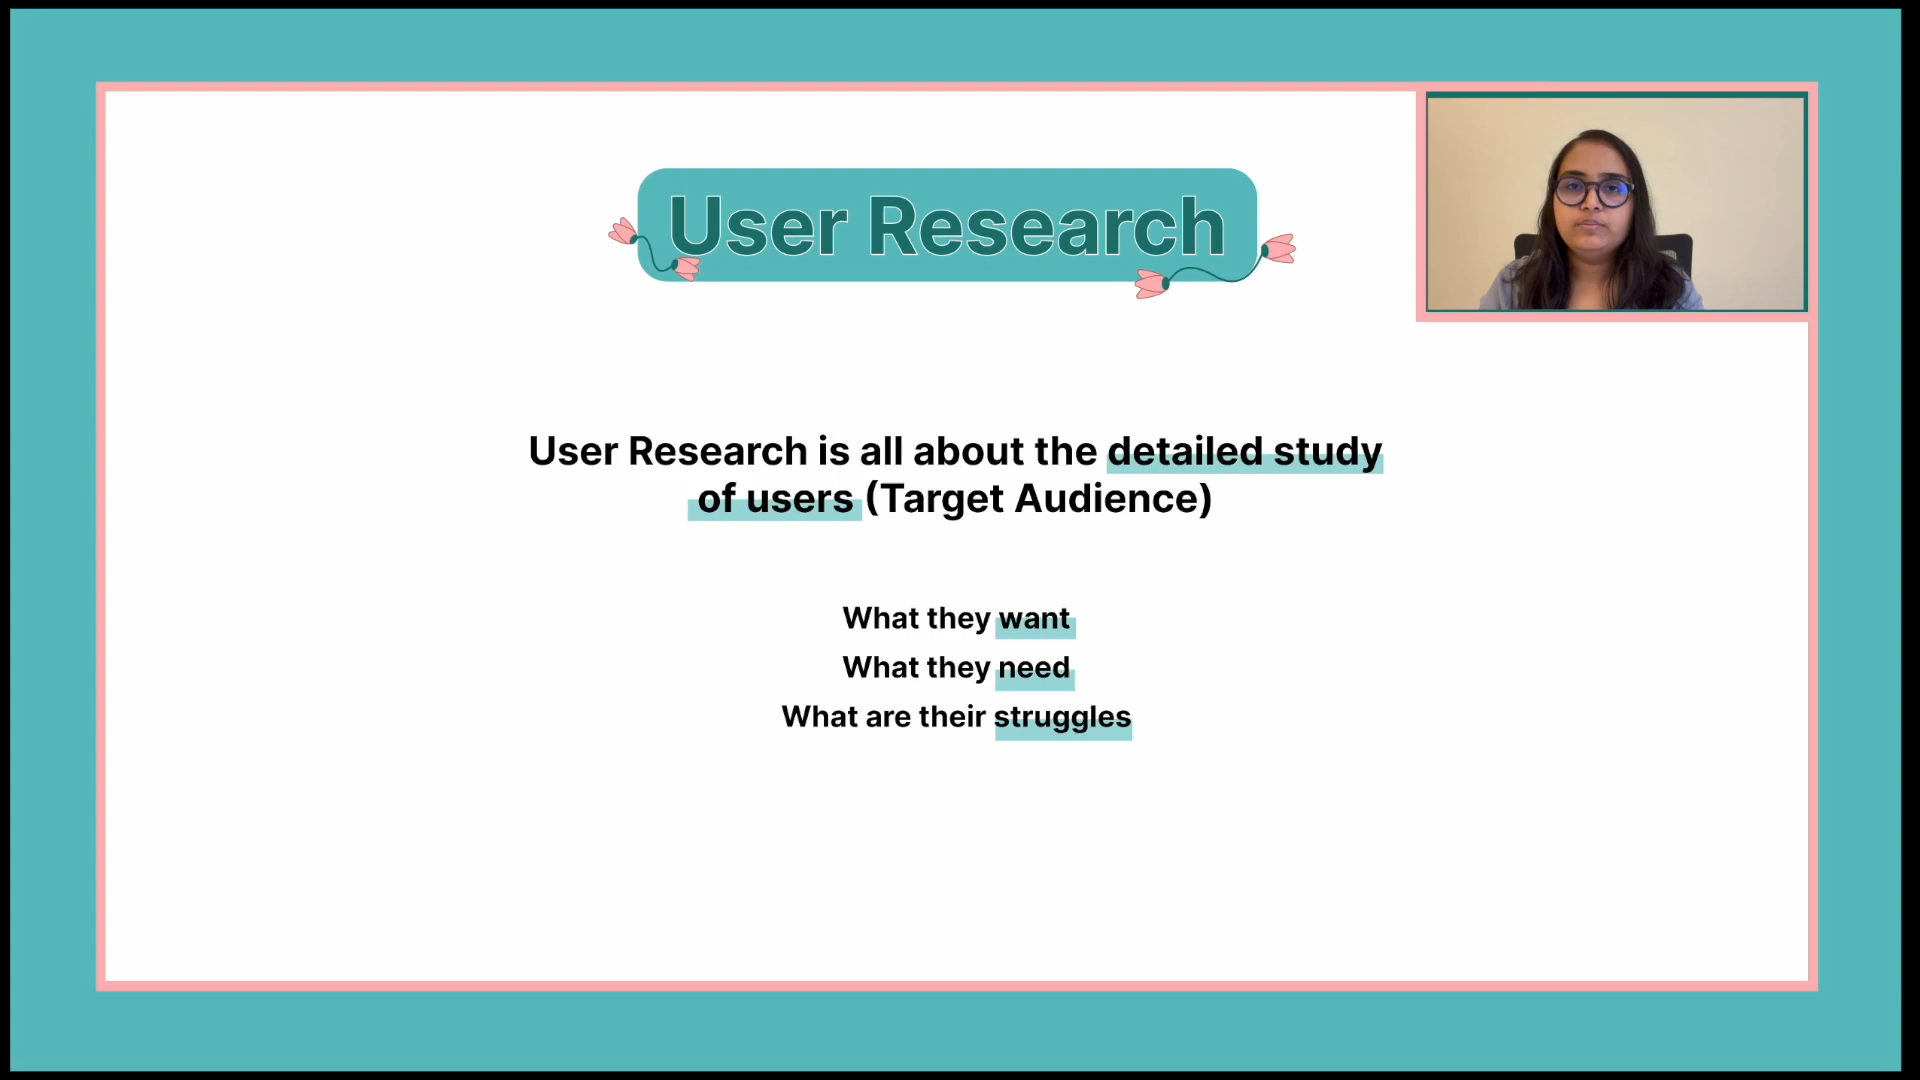 User Research
User Research is all about the detailed study
of users (Target Audience)
What they want
What they need
What are their struggles